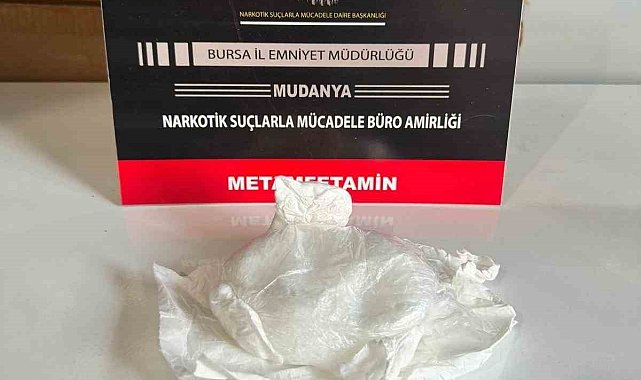 NARKOTİK SUÇLARLA MÜCADELE DAİRE BAŞKANLIĞI
BURSA İL EMNİYET MÜDÜRLÜĞÜ
MUDANYA
NARKOTİK SUÇLARLA MÜCADELE BÜRO AMİRLİĞİ
METAMFETAMİN